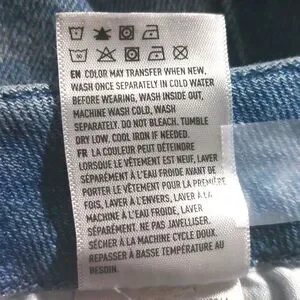 EN COLOR MAY TRANSFER WHEN NEW,
WASH ONCE SEPARATELY IN COLD WATER
BEFORE WEARING, WASH INSIDE OUT,
MACHINE WASH COLD, WASH
SEPARATELY. DO NOT BLEACH. TUMBLE
DRY LOW, COOL IRON IF NEEDED.
FR LA COULEUR PEUT DÉTEINDRE
LORSQUE LE VÊTEMENT EST NEUF, LAVER
SÉPARÉMENT À L'EAU FROIDE AVANT DE
PORTER LE VÊTEMENT POUR LA PREMIÈRE
FOIS, LAVER À L'ENVERS, LAVER À LA
MACHINE À L'EAU FROIDE, LAVER
SÉPARÉMENT. NE PAS JAVELLISER.
SÉCHER À LA MACHINE CYCLE DOUX.
REPASSER À BASSE TEMPÉRATURE AU
BESOIN.